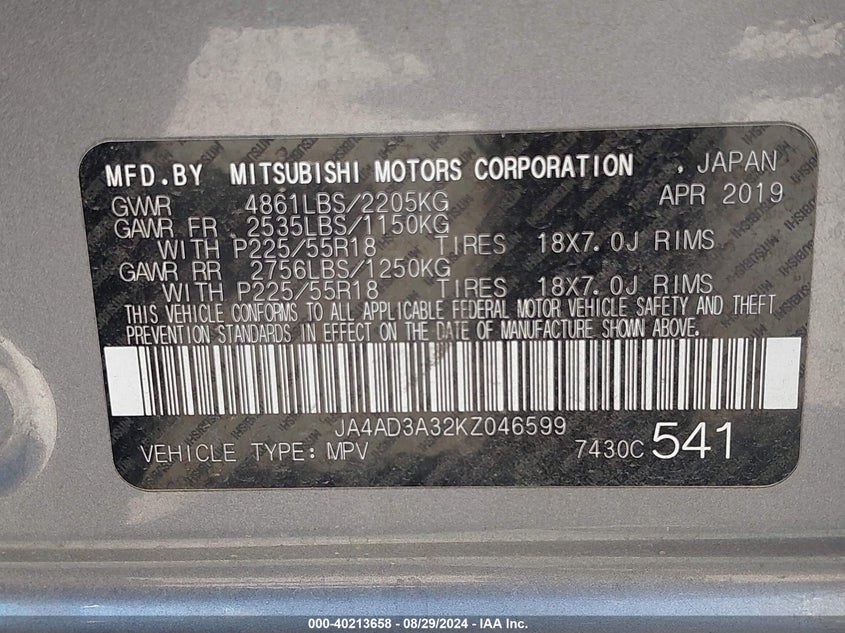 MFD.BY MITSUBISHI MOTORS CORPORATION . JAPAN
GVWR 4861LBS/2205KG APR 2019
GAWR FR. 2535LBS/1150KG
WITH P225/55R18 TIRES 18X7.0J RIMS
GAWR RR 2756LBS/1250KG
WITH P225/55R18 TIRES 18X7.0J RIMS
THIS VEHICLE CONFORMS TO ALL APPLICABLE FEDERAL MOTOR VEHICLE SAFETY AND THEFT
PREVENTION STANDARDS IN EFFECT ON THE DATE OF MANUFACTURE SHOWN ABOVE.
JA4AD3A32KZ046599
VEHICLE TYPE: MPV 7430C 541
000-40213658 - 08/29/2024 - IAA Inc.